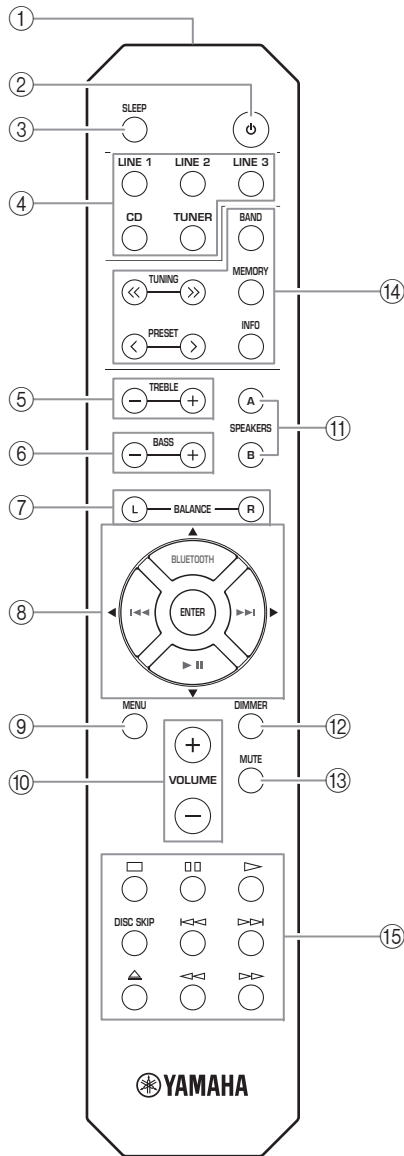 ①
②
SLEEP
③
LINE 1 LINE 2 LINE 3
④
CD TUNER BAND
TUNING MEMORY
⑭
PRESET INFO
⑤ TREBLE A
⑪
SPEAKERS
⑥ BASS B
⑦ L BALANCE R
BLUETOOTH
⑧ ENTER
MENU DIMMER
⑨ ⑫
MUTE
⑩ VOLUME ⑬
DISC SKIP ⑮
YAMAHA